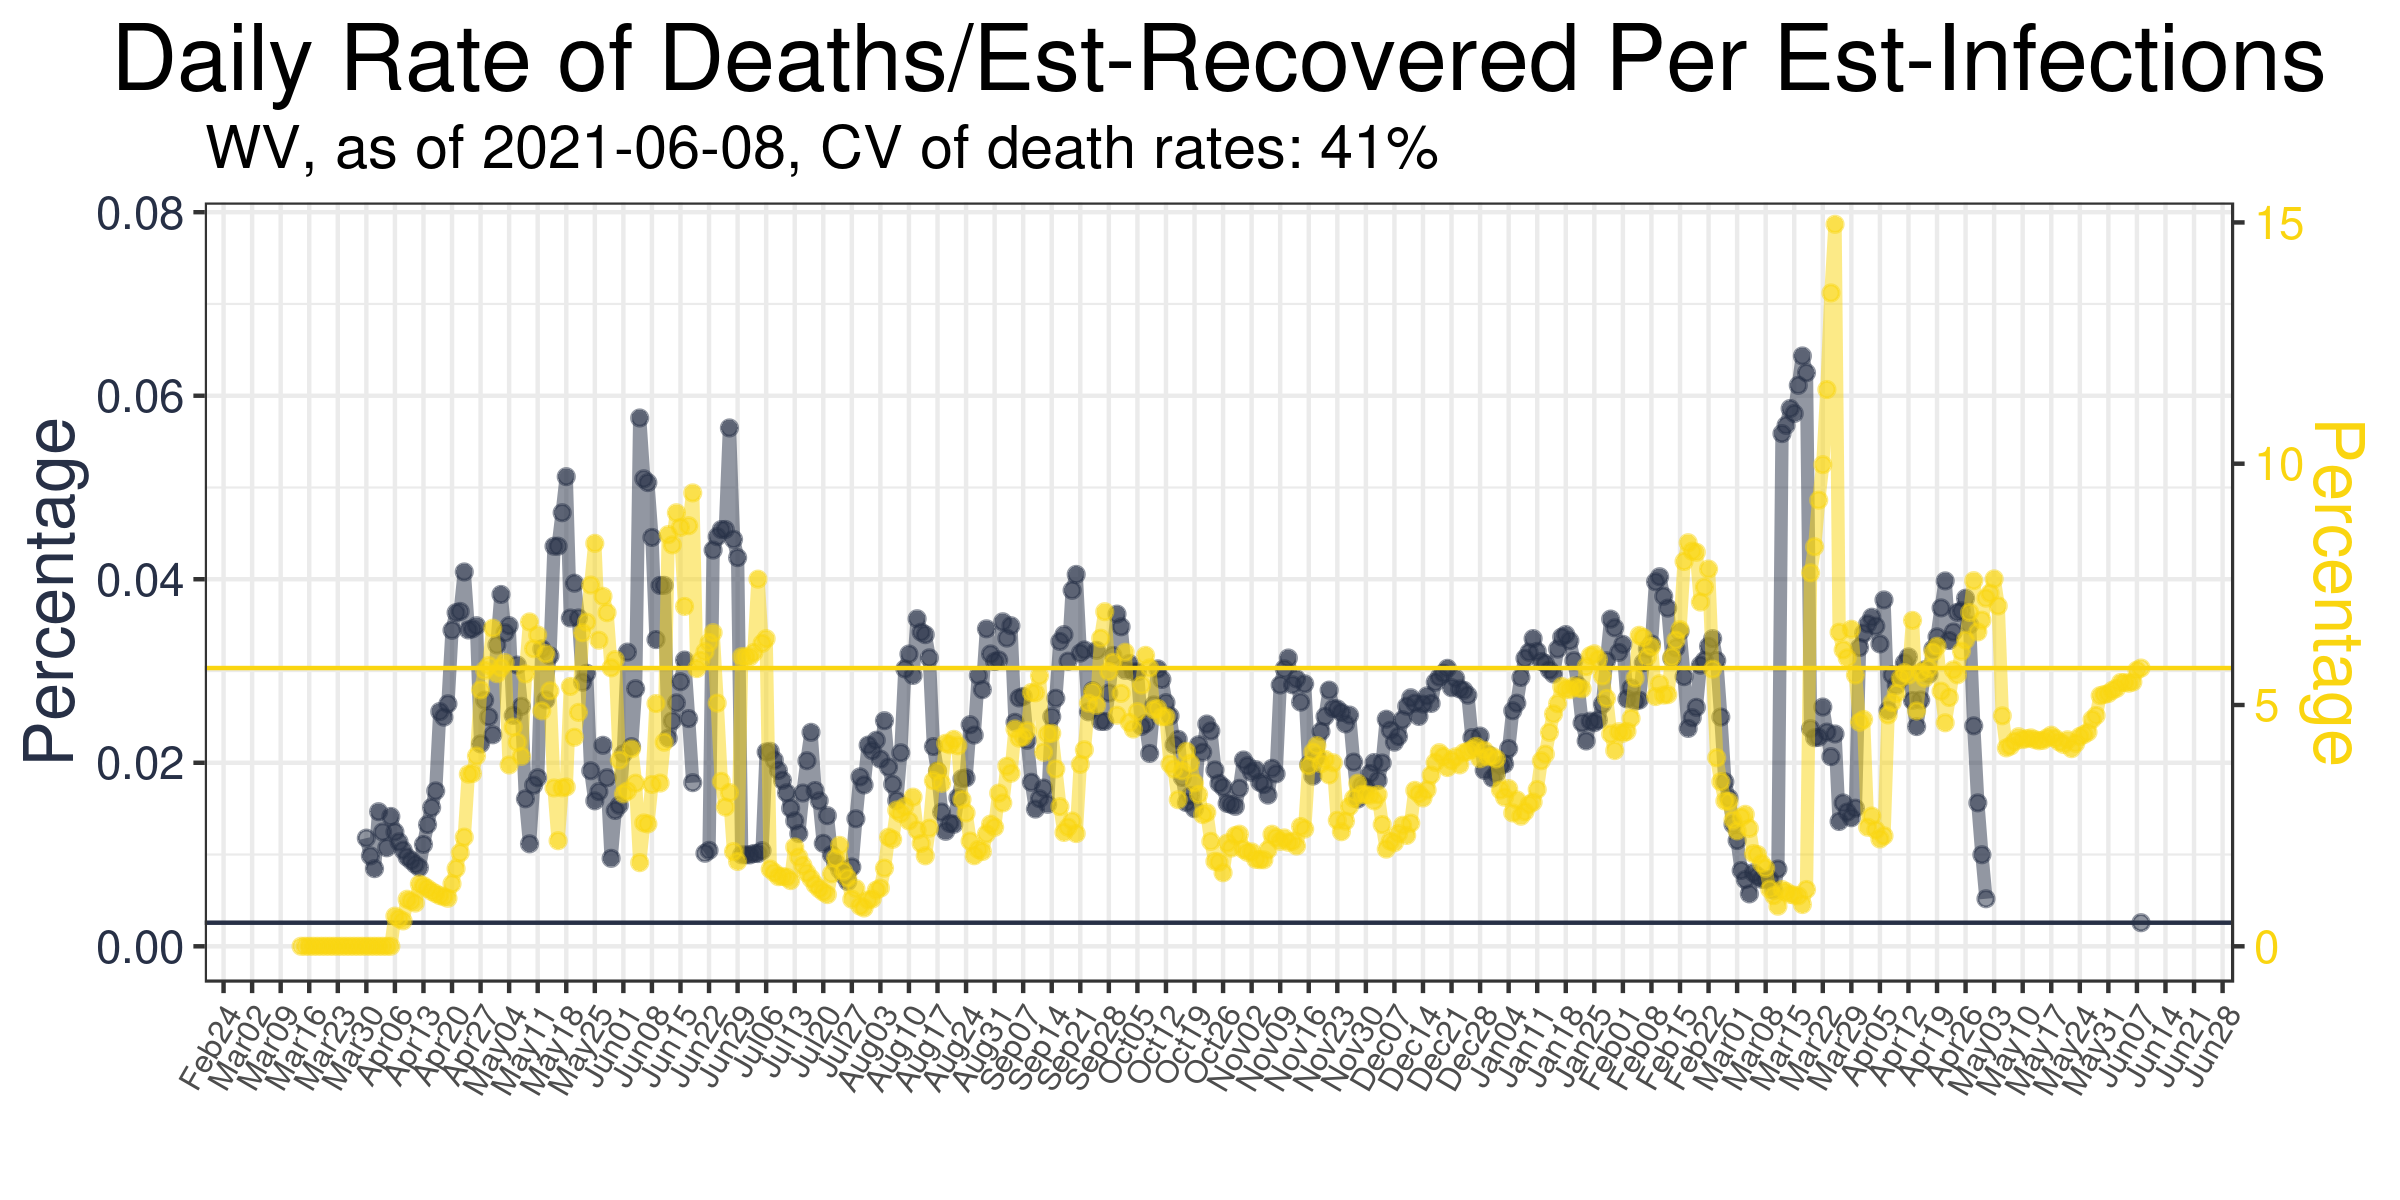 Daily Rate of Deaths/Est-Recovered Per Est-Infections
WV, as of 2021-06-08, CV of death rates: 41%
Percentage
0.08
0.06
0.04
0.02
0.00
15
10
5
0
Percentage
Feb24
Mar02
Mar09
Mar16
Mar23
Mar30
Apr06
Apr13
Apr20
Apr27
May04
May11
May18
May25
Jun01
Jun08
Jun15
Jun22
Jun29
Jul06
Jul13
Jul20
Jul27
Aug03
Aug10
Aug17
Aug24
Aug31
Sep07
Sep14
Sep21
Sep28
Oct05
Oct12
Oct19
Oct26
Nov02
Nov09
Nov16
Nov23
Nov30
Dec07
Dec14
Dec21
Dec28
Jan04
Jan11
Jan18
Jan25
Feb01
Feb08
Feb15
Feb22
Mar01
Mar08
Mar15
Mar22
Mar29
Apr05
Apr12
Apr19
Apr26
May03
May10
May17
May24
May31
Jun07
Jun14
Jun21
Jun28